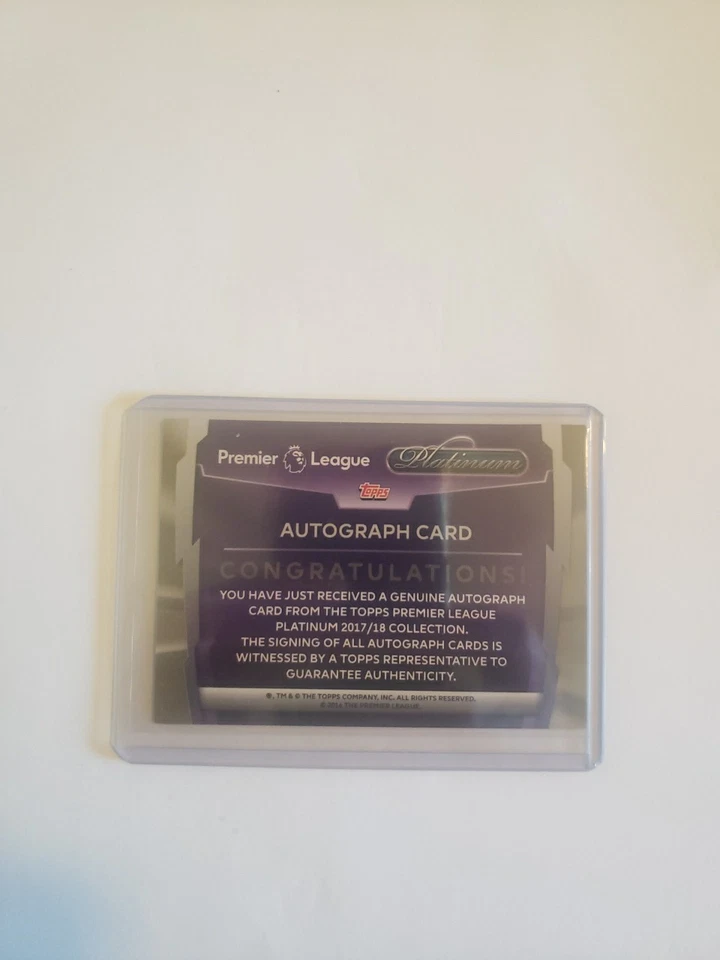 Premier League Platinum
Topps
AUTOGRAPH CARD
CONGRATULATIONS!
YOU HAVE JUST RECEIVED A GENUINE AUTOGRAPH
CARD FROM THE TOPPS PREMIER LEAGUE
PLATINUM 2017/18 COLLECTION.
THE SIGNING OF ALL AUTOGRAPH CARDS IS
WITNESSED BY A TOPPS REPRESENTATIVE TO
GUARANTEE AUTHENTICITY.
®, TM & © THE TOPPS COMPANY, INC. ALL RIGHTS RESERVED.
© 2016 THE PREMIER LEAGUE.